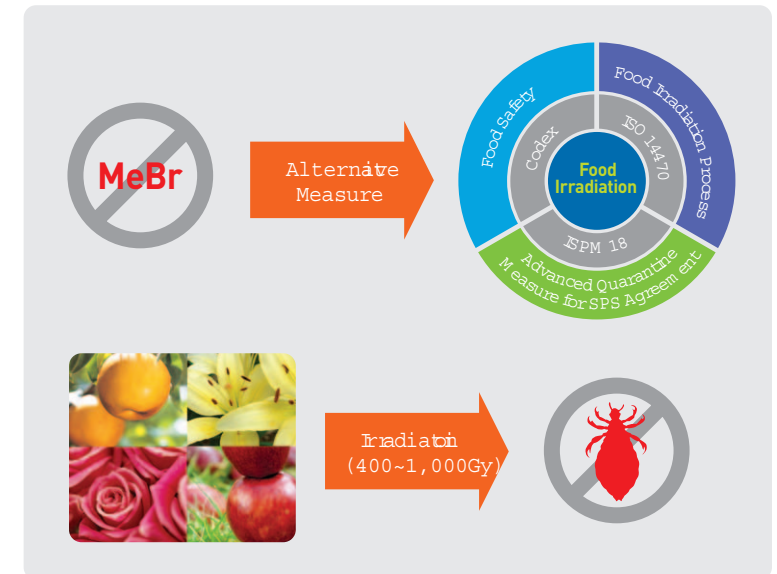 MeBr
Alternative
Measure
Food Safety
Food Irradiation Process
Codex
ISO 14470
Food
Irradiation
ISPM 18
Advanced Quarantine
Measure for SPS Agreement
Irradiation
(400~1,000Gy)